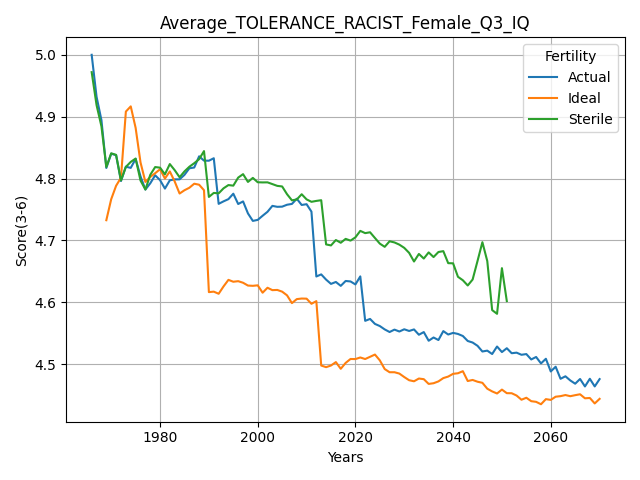 Average_TOLERANCE_RACIST_Female_Q3_IQ
Fertility
Actual
Ideal
Sterile
Score(3-6)
5.0
4.9
4.8
4.7
4.6
4.5
1980
2000
2020
2040
2060
Years